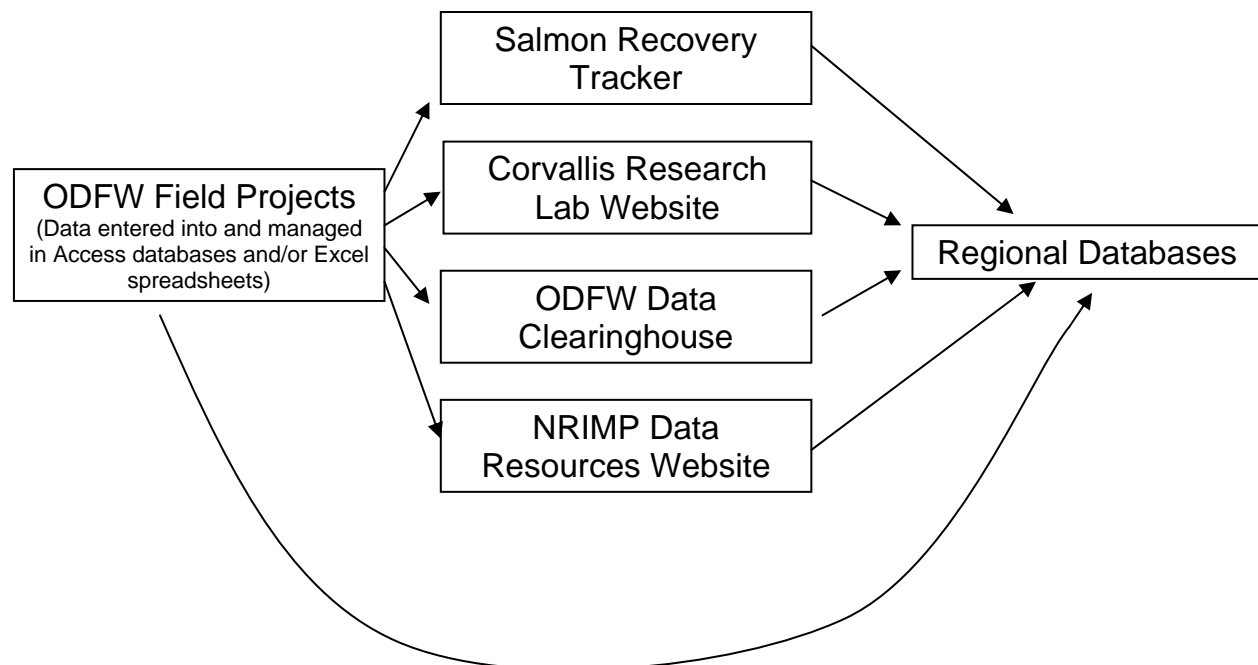 Salmon Recovery
Tracker
Corvallis Research
Lab Website
ODFW Field Projects
(Data entered into and managed
in Access databases and/or Excel
spreadsheets)
Regional Databases
ODFW Data
Clearinghouse
NRIMP Data
Resources Website